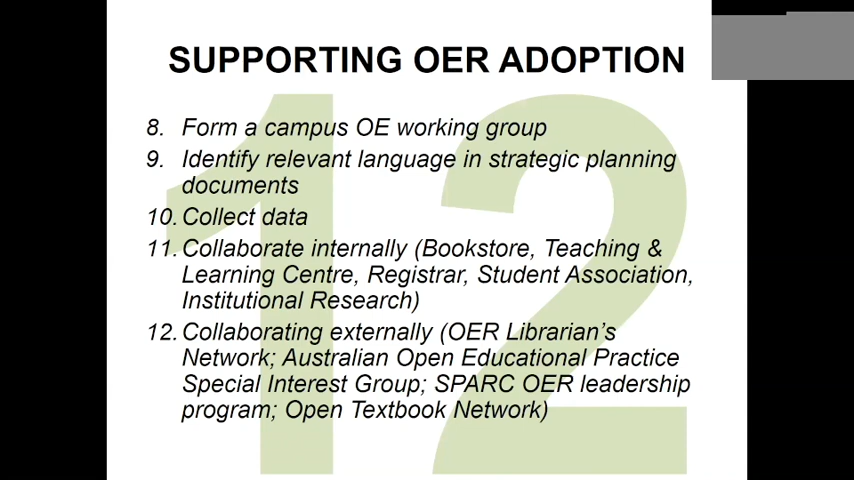 SUPPORTING OER ADOPTION
8. Form a campus OE working group
9. Identify relevant language in strategic planning
documents
10. Collect data
11. Collaborate internally (Bookstore, Teaching &
Learning Centre, Registrar, Student Association,
Institutional Research)
12. Collaborating externally (OER Librarian's
Network; Australian Open Educational Practice
Special Interest Group; SPARC OER leadership
program; Open Textbook Network)
12